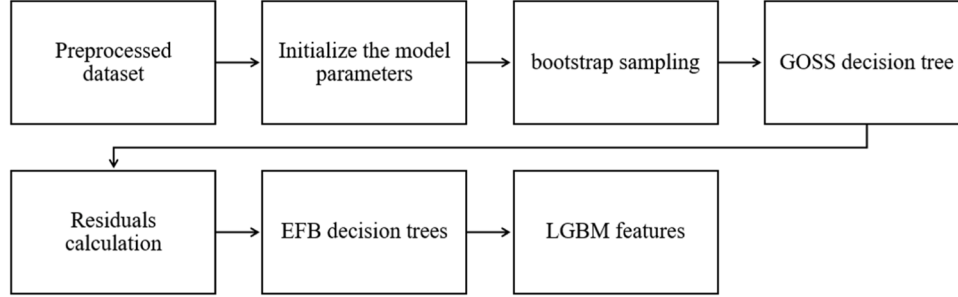 Preprocessed
dataset
Initialize the model
parameters
bootstrap sampling
GOSS decision tree
Residuals
calculation
EFB decision trees
LGBM features